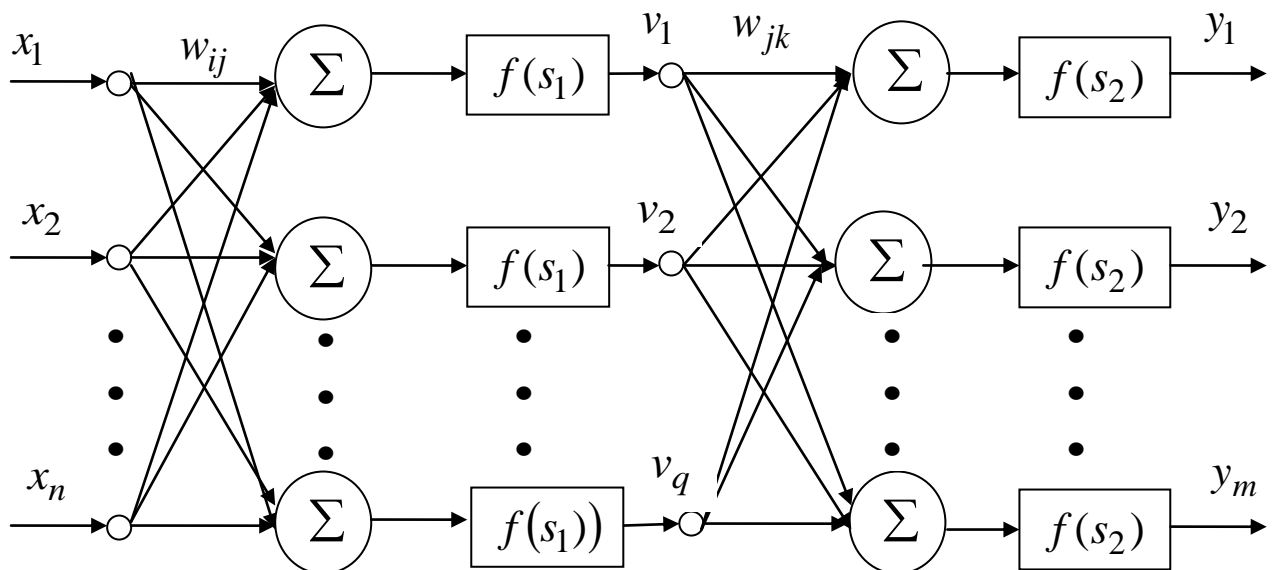 x1 wij Σ f(s1) v1 wjk Σ f(s2) y1
x2 Σ f(s1) v2 Σ f(s2) y2
xn Σ f(s1)) vq Σ f(s2) ym